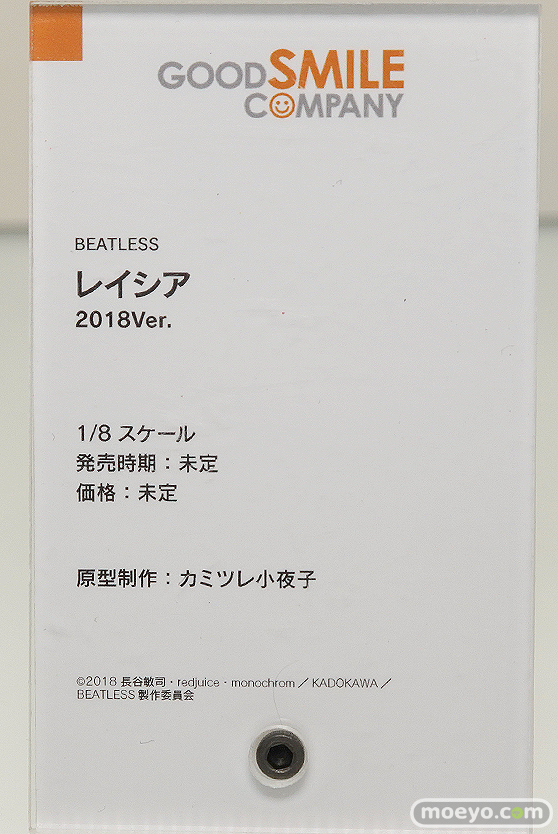 GOODSMILE
COMPANY
BEATLESS
レイシア
2018Ver.
1/8 スケール
発売時期：未定
価格：未定
原型制作：カミツレ小夜子
©2018 長谷敏司・redjuice・monochrom／KADOKAWA／
BEATLESS 製作委員会
moeyo.com